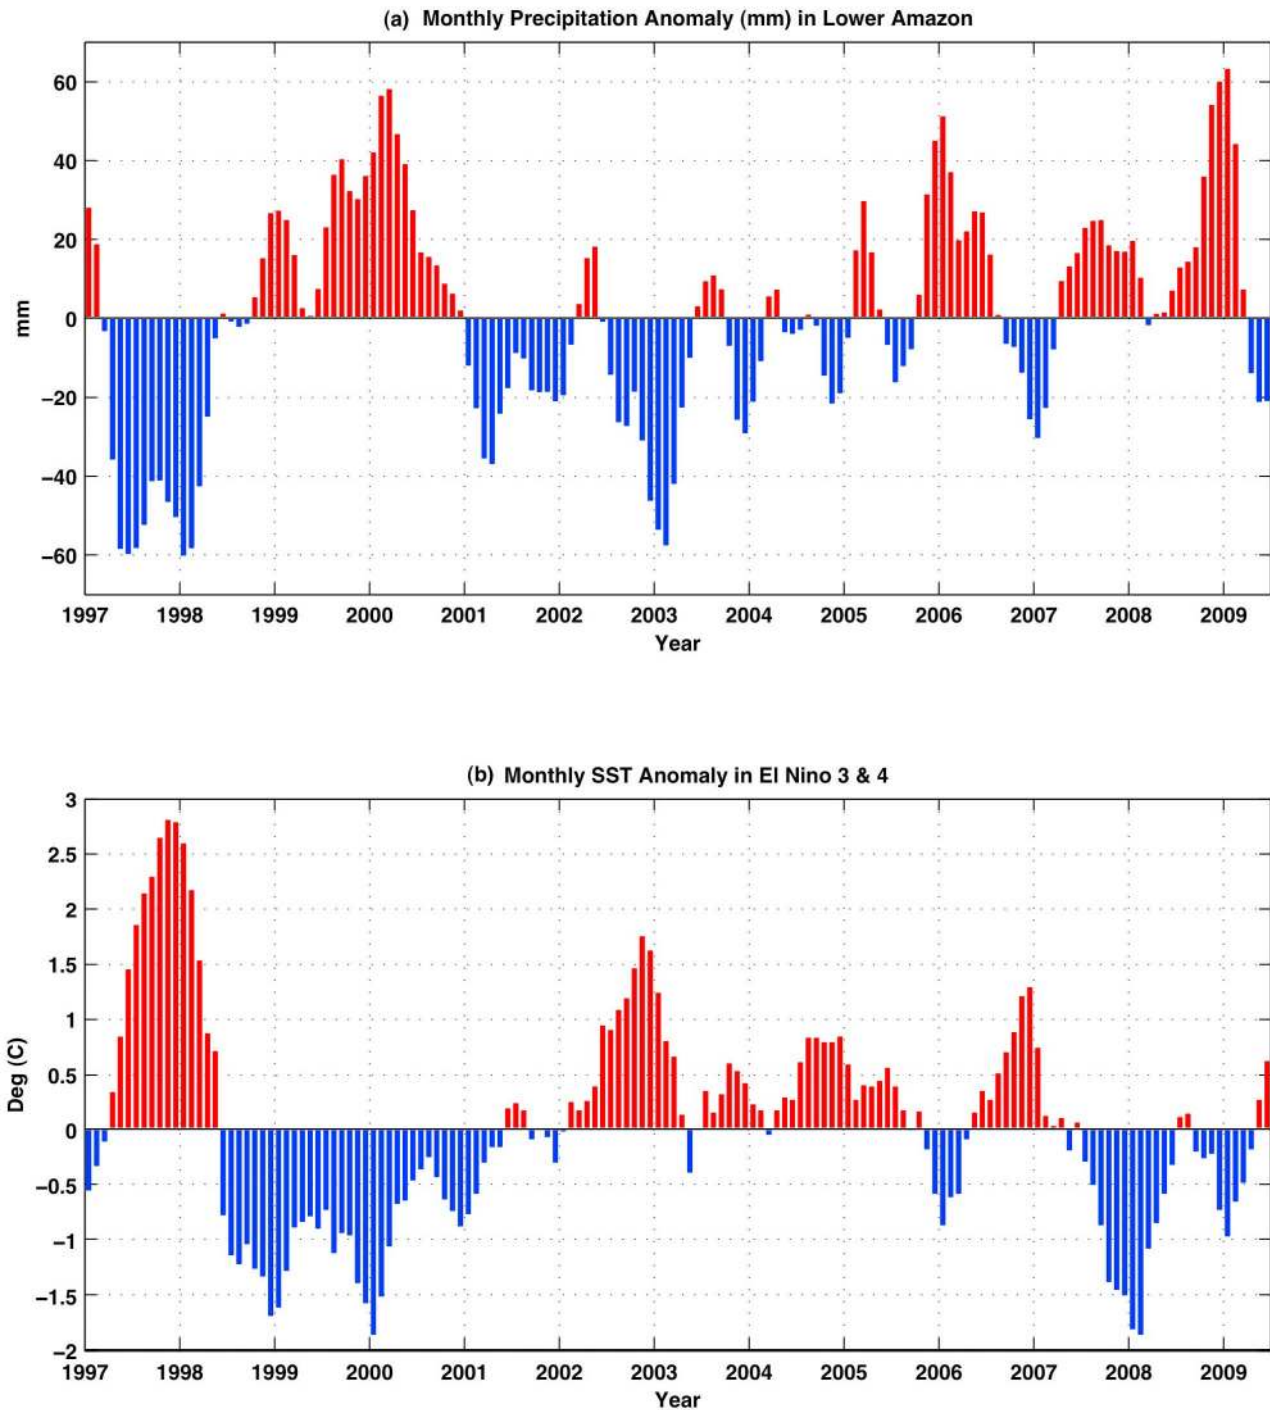 (a) Monthly Precipitation Anomaly (mm) in Lower Amazon
60
40
20
0
−20
−40
−60
mm
1997 1998 1999 2000 2001 2002 2003 2004 2005 2006 2007 2008 2009
Year
(b) Monthly SST Anomaly in El Nino 3 & 4
3
2.5
2
1.5
1
0.5
0
−0.5
−1
−1.5
−2
Deg (C)
1997 1998 1999 2000 2001 2002 2003 2004 2005 2006 2007 2008 2009
Year